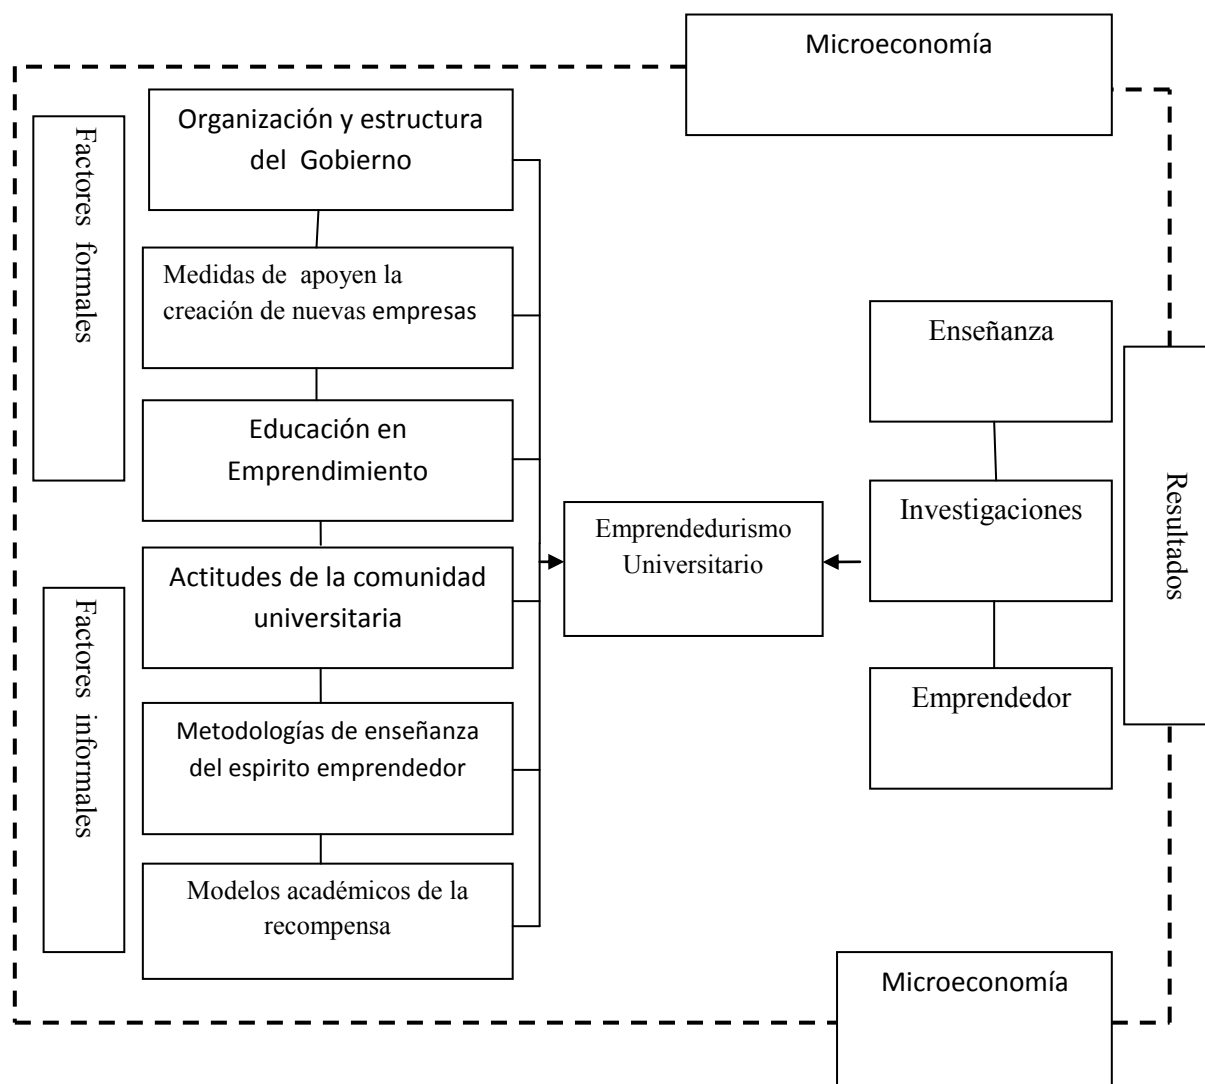 Microeconomía
Factores formales
Organización y estructura
del Gobierno
Medidas de apoyen la
creación de nuevas empresas
Educación en
Emprendimiento
Factores informales
Actitudes de la comunidad
universitaria
Metodologías de enseñanza
del espirito emprendedor
Modelos académicos de la
recompensa
Emprendedurismo
Universitario
Enseñanza
Investigaciones
Emprendedor
Resultados
Microeconomía